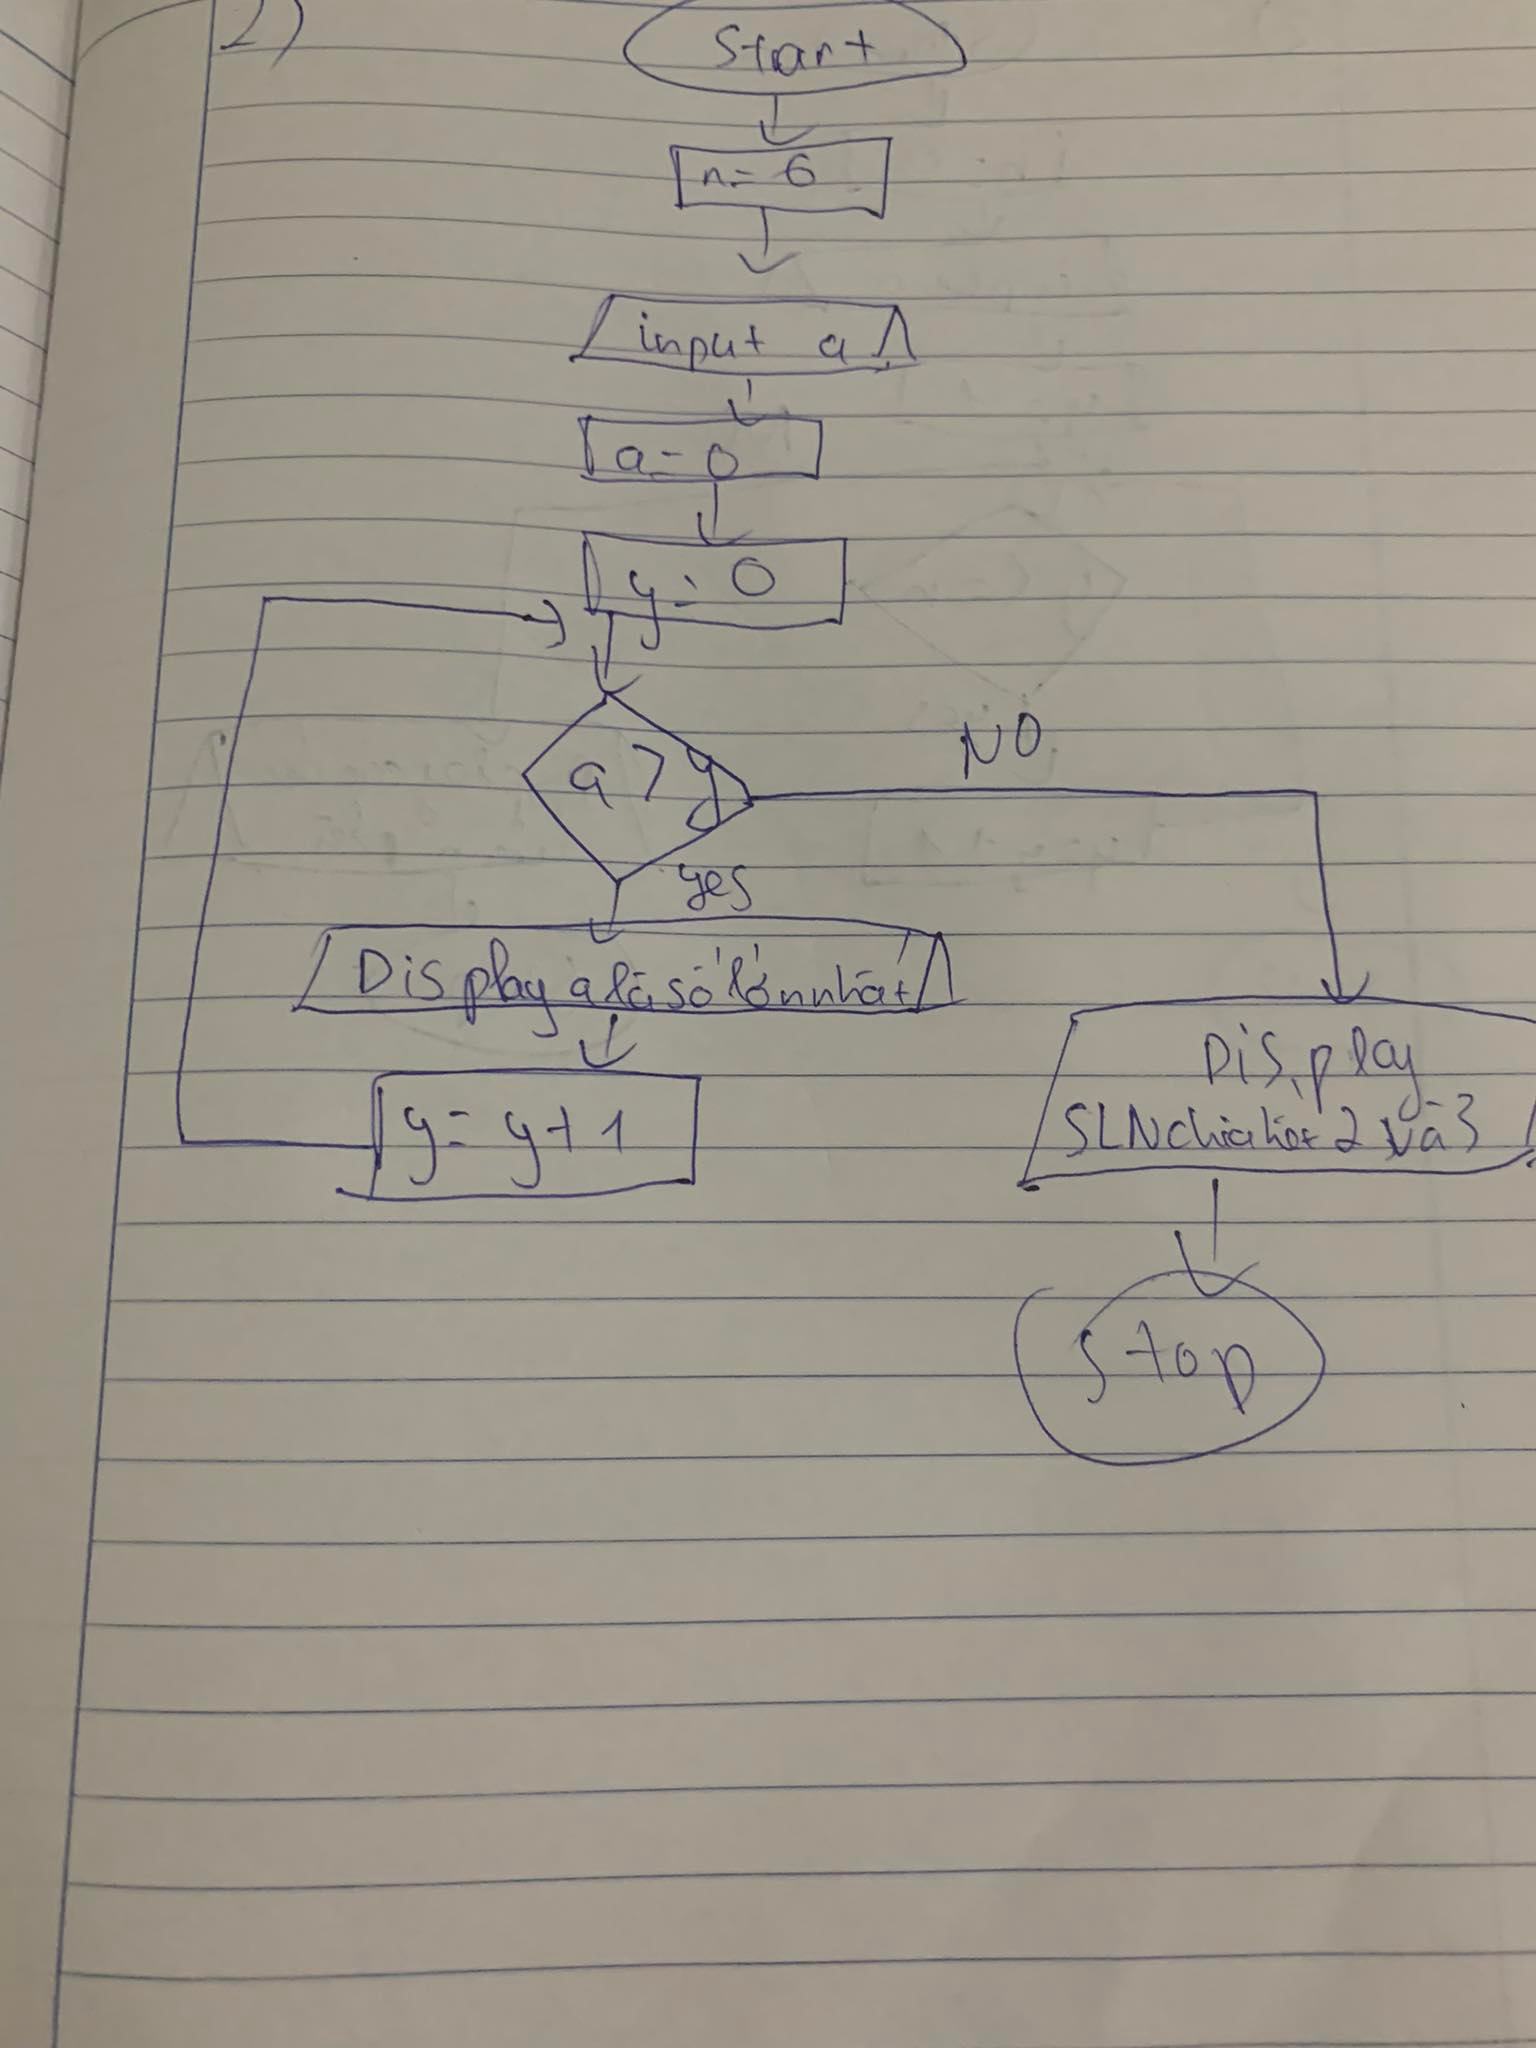 2)
Start
n = 6
input a
a = 0
y = 0
a > y
NO
yes
Display a là số lớn nhất
y = y + 1
Display
SLN chia hết 2 và 3
Stop